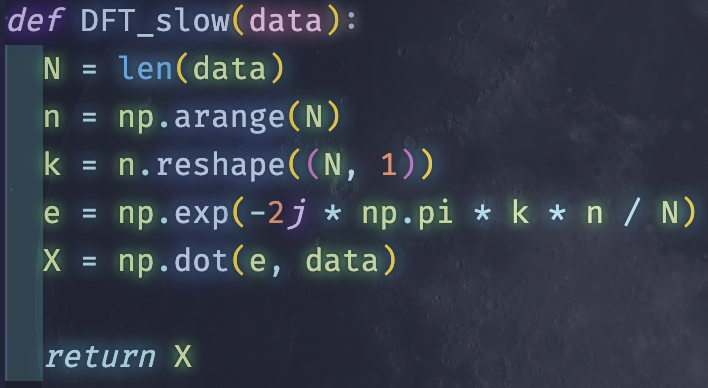 def DFT_slow(data):
N = len(data)
n = np.arange(N)
k = n.reshape((N, 1))
e = np.exp(-2j * np.pi * k * n / N)
X = np.dot(e, data)
return X